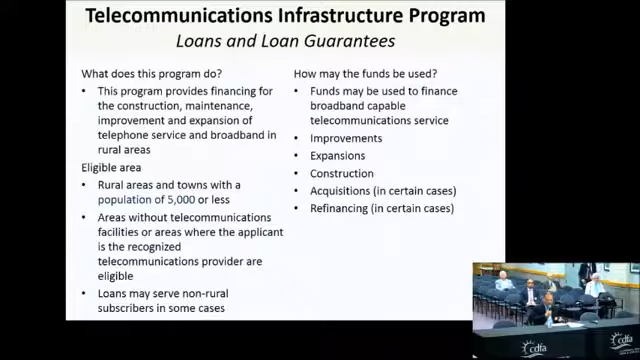 Telecommunications Infrastructure Program
Loans and Loan Guarantees
What does this program do?
• This program provides financing for
the construction, maintenance,
improvement and expansion of
telephone service and broadband in
rural areas
Eligible area
• Rural areas and towns with a
population of 5,000 or less
• Areas without telecommunications
facilities or areas where the applicant
is the recognized
telecommunications provider are
eligible
• Loans may serve non-rural
subscribers in some cases
How may the funds be used?
• Funds may be used to finance
broadband capable
telecommunications service
• Improvements
• Expansions
• Construction
• Acquisitions (in certain cases)
• Refinancing (in certain cases)
cdfa
cdfa